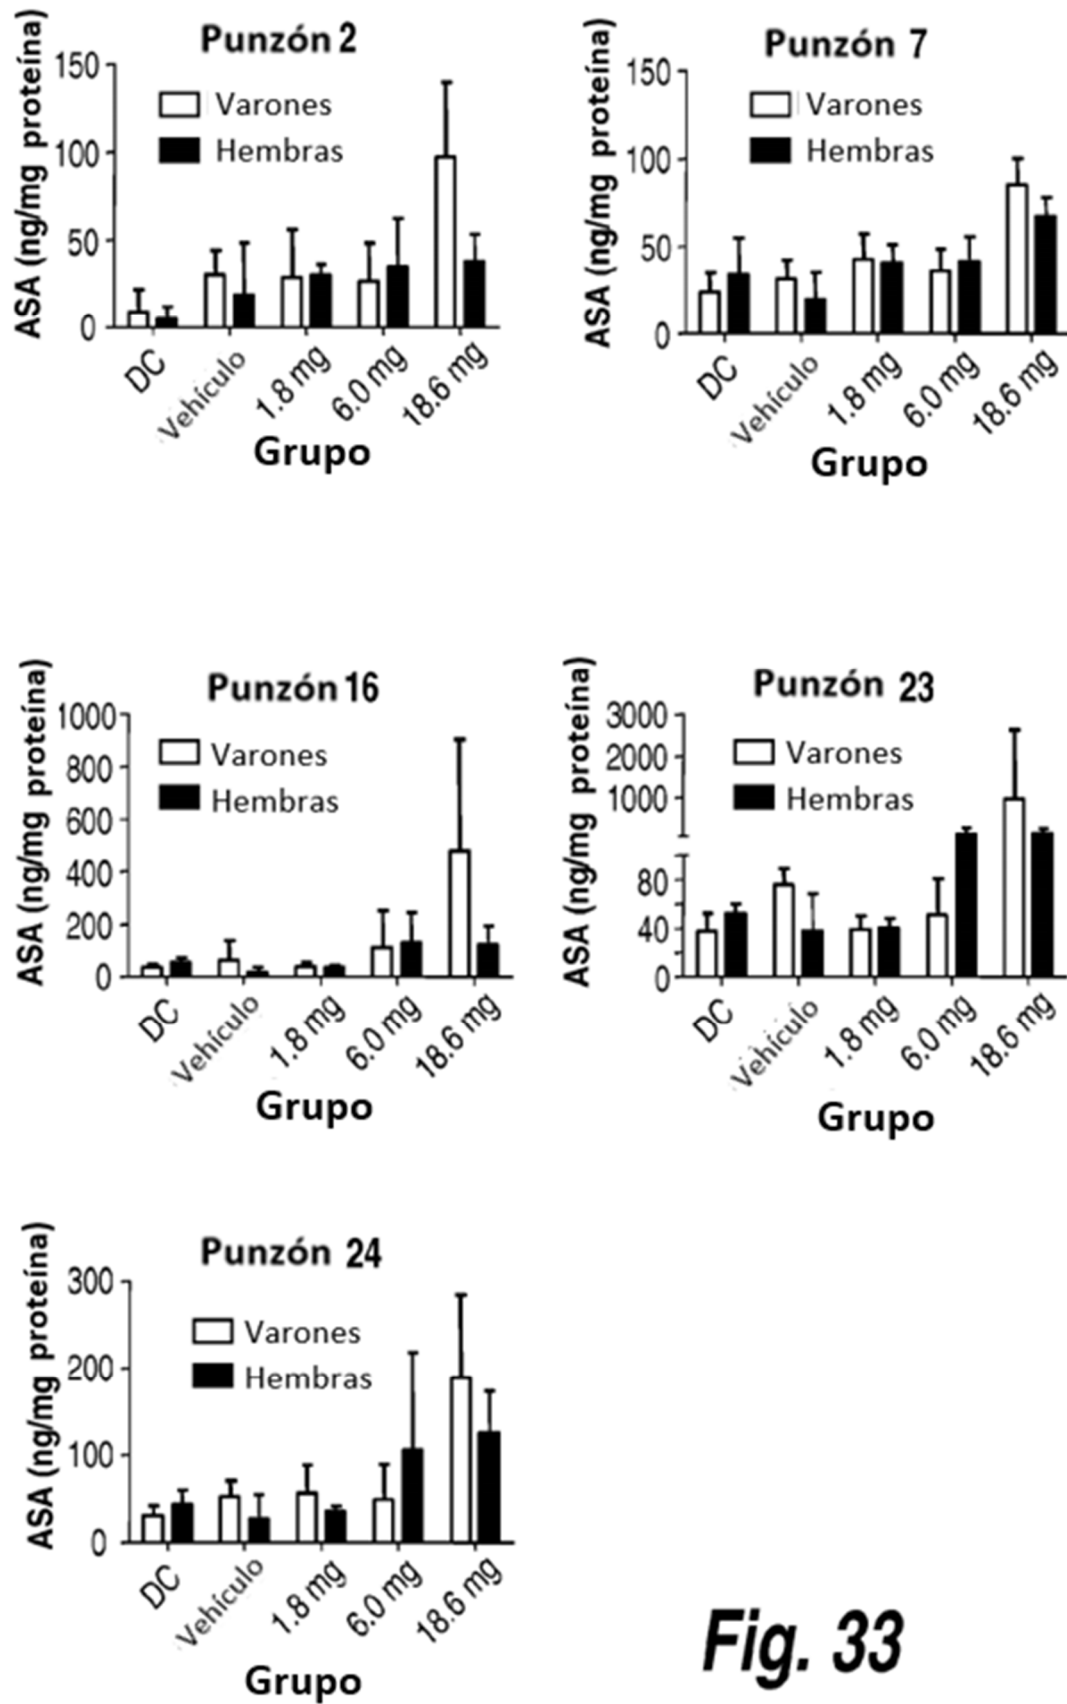 Punzón 2
ASA (ng/mg proteína)
150
100
50
0
Varones
Hembras
DC
Vehículo
1.8 mg
6.0 mg
18.6 mg
Grupo
Punzón 7
ASA (ng/mg proteína)
150
100
50
0
Varones
Hembras
DC
Vehículo
1.8 mg
6.0 mg
18.6 mg
Grupo
Punzón 16
ASA (ng/mg proteína)
1000
800
600
400
200
0
Varones
Hembras
DC
Vehículo
1.8 mg
6.0 mg
18.6 mg
Grupo
Punzón 23
ASA (ng/mg proteína)
3000
2000
1000
80
40
0
Varones
Hembras
DC
Vehículo
1.8 mg
6.0 mg
18.6 mg
Grupo
Punzón 24
ASA (ng/mg proteína)
300
200
100
0
Varones
Hembras
DC
Vehículo
1.8 mg
6.0 mg
18.6 mg
Grupo
Fig. 33